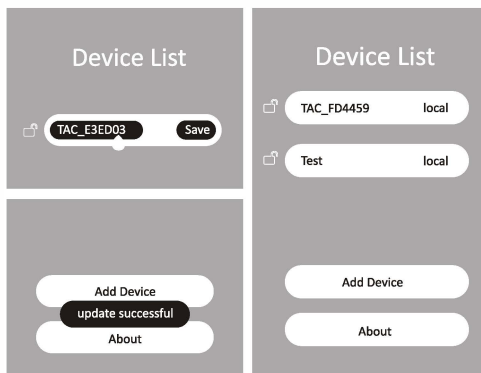 Device List
TAC_E3ED03 Save
Add Device
update successful
About
Device List
TAC_FD4459 local
Test local
Add Device
About